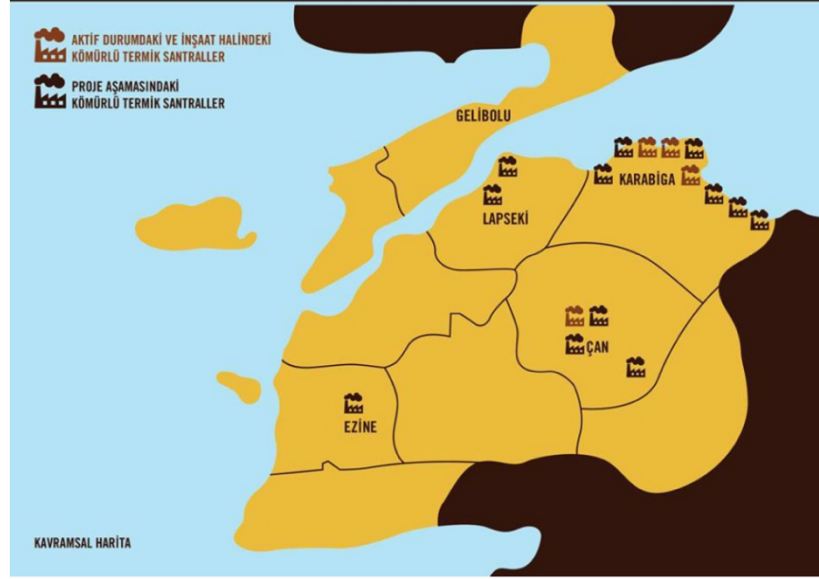 AKTİF DURUMDAKİ VE İNŞAAT HALİNDEKİ
KÖMÜRLÜ TERMİK SANTRALLER
PROJE AŞAMASINDAKİ
KÖMÜRLÜ TERMİK SANTRALLER
GELİBOLU
KARABİGA
LAPSEKİ
ÇAN
EZİNE
KAVRAMSAL HARİTA